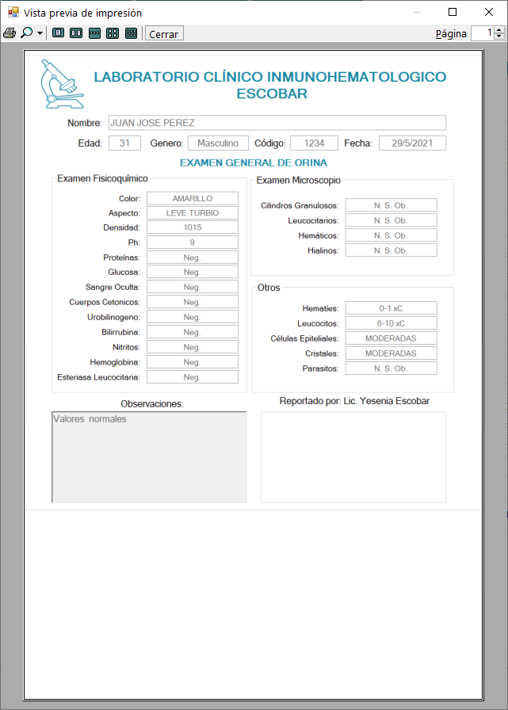 Vista previa de impresión
Cerrar
Página 1
LABORATORIO CLÍNICO INMUNOHEMATOLOGICO
ESCOBAR
Nombre: JUAN JOSE PEREZ
Edad: 31 Genero: Masculino Código: 1234 Fecha: 29/5/2021
EXAMEN GENERAL DE ORINA
Examen Fisicoquímico
Color: AMARILLO
Aspecto: LEVE TURBIO
Densidad: 1015
Ph: 9
Proteínas: Neg.
Glucosa: Neg.
Sangre Oculta: Neg.
Cuerpos Cetonicos: Neg.
Urobilinogeno: Neg.
Bilirrubina: Neg.
Nitritos: Neg.
Hemoglobina: Neg.
Esteriasa Leucocitaria: Neg.
Examen Microscopio
Cilindros Granulosos: N. S. Ob.
Leucocitarios: N. S. Ob.
Hemáticos: N. S. Ob.
Hialinos: N. S. Ob.
Otros
Hematies: 0-1 xC
Leucocitos: 8-10 xC
Células Epiteliales: MODERADAS
Cristales: MODERADAS
Parasitos: N. S. Ob.
Observaciones:
Valores normales
Reportado por: Lic. Yesenia Escobar